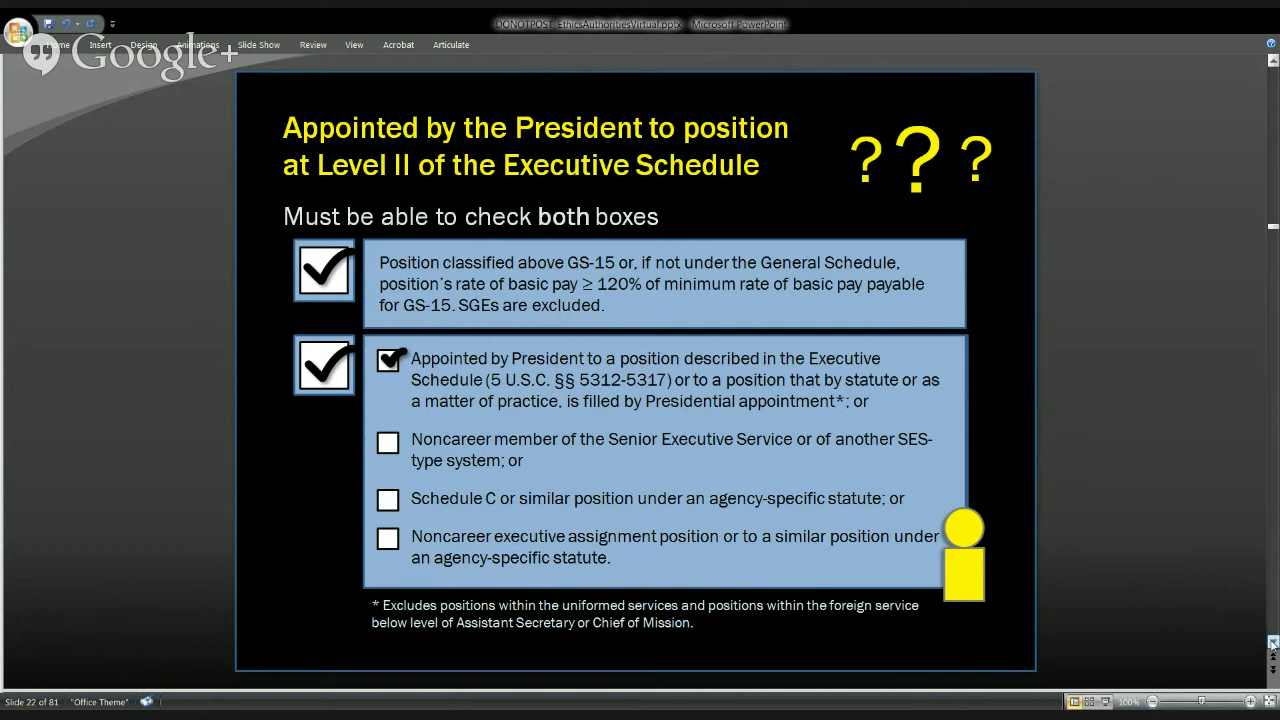 DONOTPOST_EthicsAuthoritiesVirtual.pptx - Microsoft PowerPoint
Home Insert Design Animations Slide Show Review View Acrobat Articulate
Google+
Appointed by the President to position
at Level II of the Executive Schedule
? ? ?
Must be able to check both boxes
Position classified above GS-15 or, if not under the General Schedule,
position's rate of basic pay ≥ 120% of minimum rate of basic pay payable
for GS-15. SGEs are excluded.
Appointed by President to a position described in the Executive
Schedule (5 U.S.C. §§ 5312-5317) or to a position that by statute or as
a matter of practice, is filled by Presidential appointment*; or
Noncareer member of the Senior Executive Service or of another SES-
type system; or
Schedule C or similar position under an agency-specific statute; or
Noncareer executive assignment position or to a similar position under
an agency-specific statute.
* Excludes positions within the uniformed services and positions within the foreign service
below level of Assistant Secretary or Chief of Mission.
Slide 22 of 81 "Office Theme" 100%